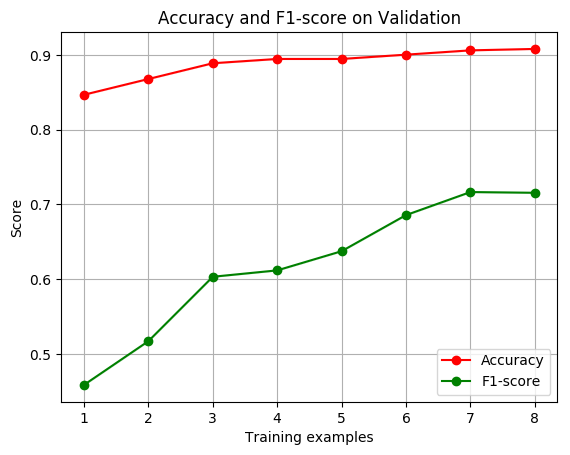 Accuracy and F1-score on Validation
0.9
0.8
0.7
0.6
0.5
Score
1 2 3 4 5 6 7 8
Training examples
Accuracy
F1-score